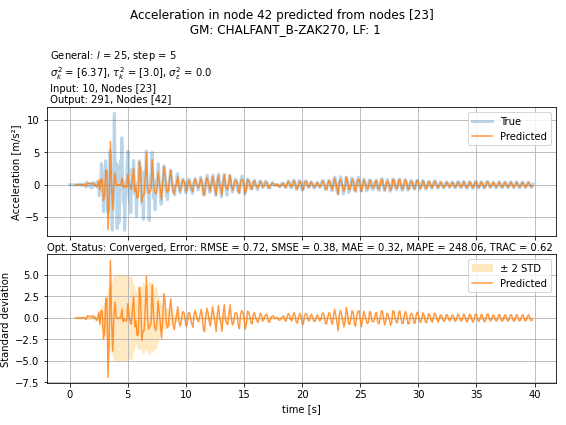 Acceleration in node 42 predicted from nodes [23]
GM: CHALFANT_B-ZAK270, LF: 1
General: l = 25, step = 5
σ²ₖ = [6.37], τ²ₖ = [3.0], σ²ε = 0.0
Input: 10, Nodes [23]
Output: 291, Nodes [42]
Acceleration [m/s²]
10
5
0
−5
True
Predicted
Opt. Status: Converged, Error: RMSE = 0.72, SMSE = 0.38, MAE = 0.32, MAPE = 248.06, TRAC = 0.62
Standard deviation
5.0
2.5
0.0
−2.5
−5.0
−7.5
± 2 STD
Predicted
0 5 10 15 20 25 30 35 40
time [s]